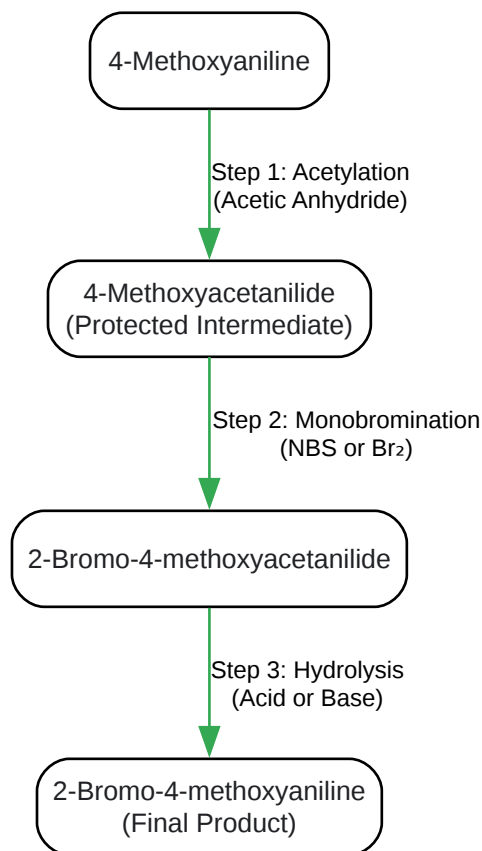 4-Methoxyaniline
Step 1: Acetylation
(Acetic Anhydride)
4-Methoxyacetanilide
(Protected Intermediate)
Step 2: Monobromination
(NBS or Br₂)
2-Bromo-4-methoxyacetanilide
Step 3: Hydrolysis
(Acid or Base)
2-Bromo-4-methoxyaniline
(Final Product)